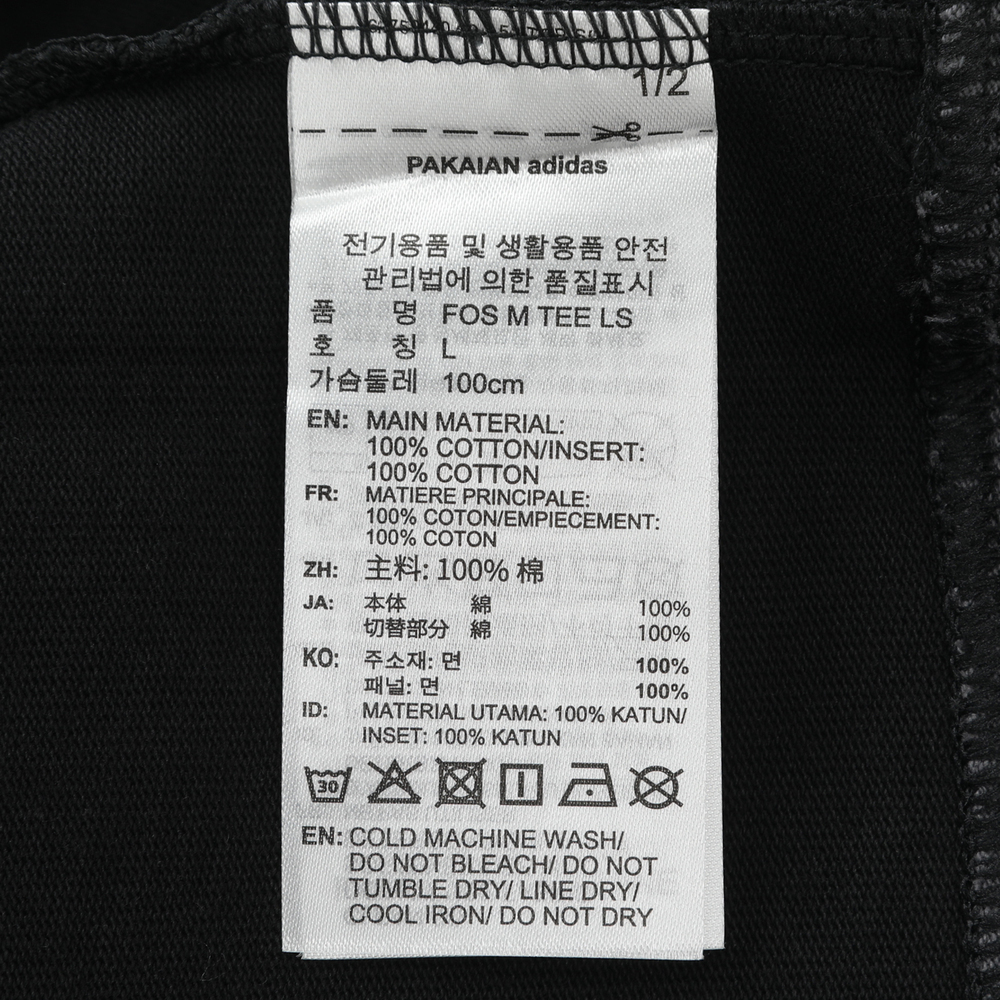 1/2
PAKAIAN adidas
전기용품 및 생활용품 안전
관리법에 의한 품질표시
품 명 FOS M TEE LS
호 칭 L
가슴둘레 100cm
EN: MAIN MATERIAL:
100% COTTON/INSERT:
100% COTTON
FR: MATIERE PRINCIPALE:
100% COTON/EMPIECEMENT:
100% COTON
ZH: 主料: 100% 棉
JA: 本体 綿 100%
切替部分 綿 100%
KO: 주소재: 면 100%
패널: 면 100%
ID: MATERIAL UTAMA: 100% KATUN/
INSET: 100% KATUN
30
EN: COLD MACHINE WASH/
DO NOT BLEACH/ DO NOT
TUMBLE DRY/ LINE DRY/
COOL IRON/ DO NOT DRY